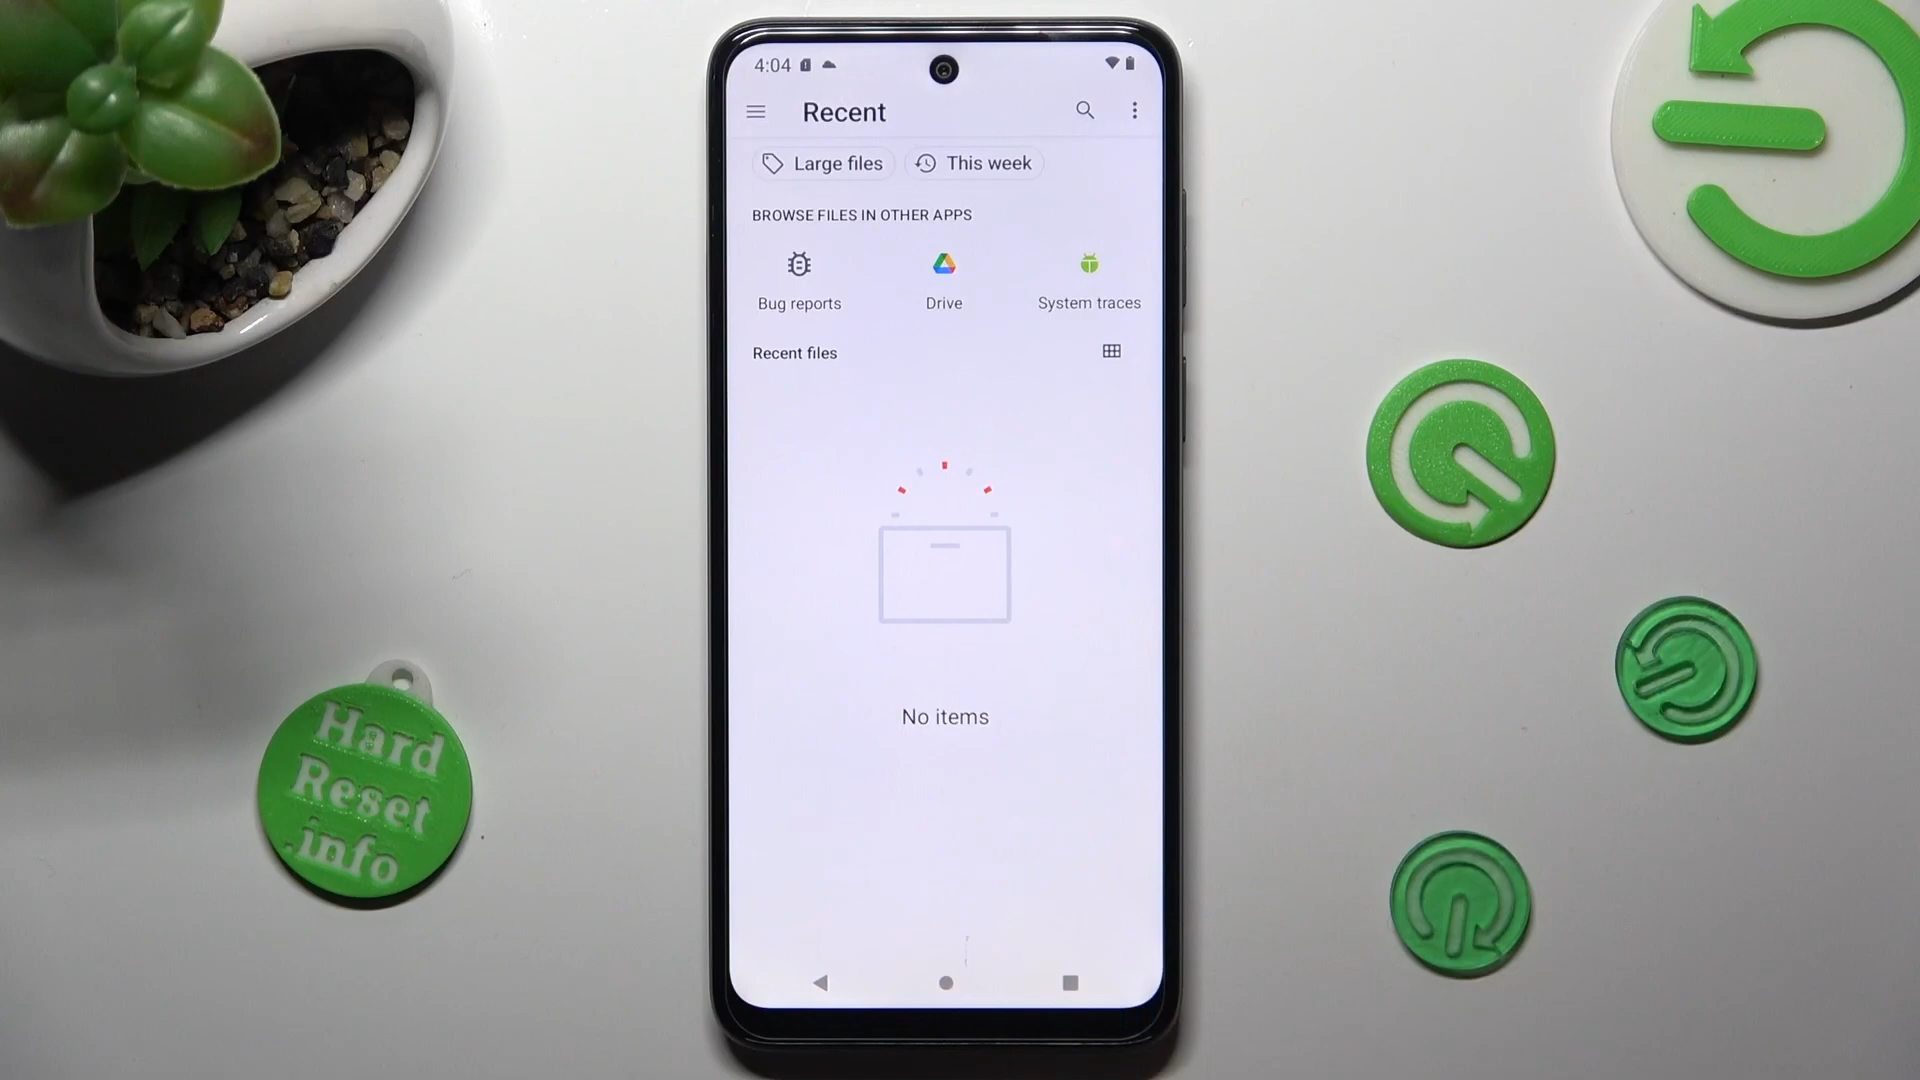 4:04
Recent
Large files
This week
BROWSE FILES IN OTHER APPS
Bug reports
Drive
System traces
Recent files
No items
Hard
Reset
.info